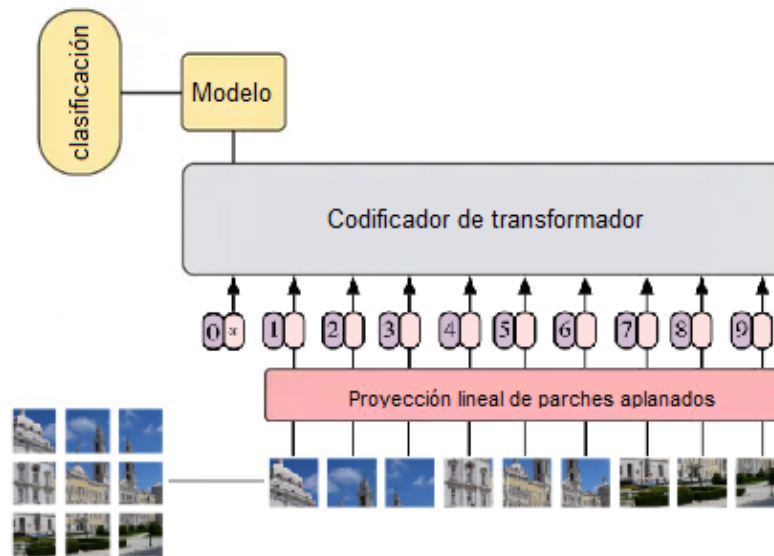 clasificación
Modelo
Codificador de transformador
0 * 1 2 3 4 5 6 7 8 9
Proyección lineal de parches aplanados